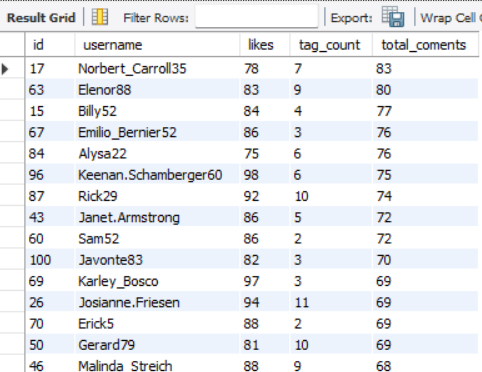 Result Grid Filter Rows: Export: Wrap Cell
id username likes tag_count total_coments
17 Norbert_Carroll35 78 7 83
63 Elenor88 83 9 80
15 Billy52 84 4 77
67 Emilio_Bernier52 86 3 76
84 Alysa22 75 6 76
96 Keenan.Schamberger60 98 6 75
87 Rick29 92 10 74
43 Janet.Armstrong 86 5 72
60 Sam52 86 2 72
100 Javonte83 82 3 70
69 Karley_Bosco 97 3 69
26 Josianne.Friesen 94 11 69
70 Erick5 88 2 69
50 Gerard79 81 10 69
46 Malinda_Streich 88 9 68